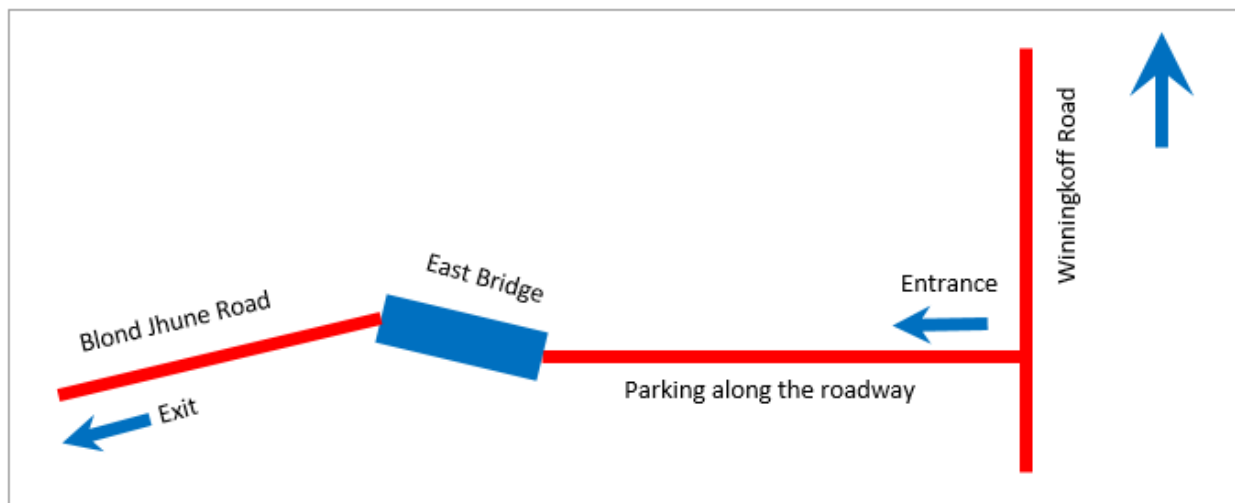 Winningkoff Road
East Bridge
Entrance
Blond Jhune Road
Parking along the roadway
Exit